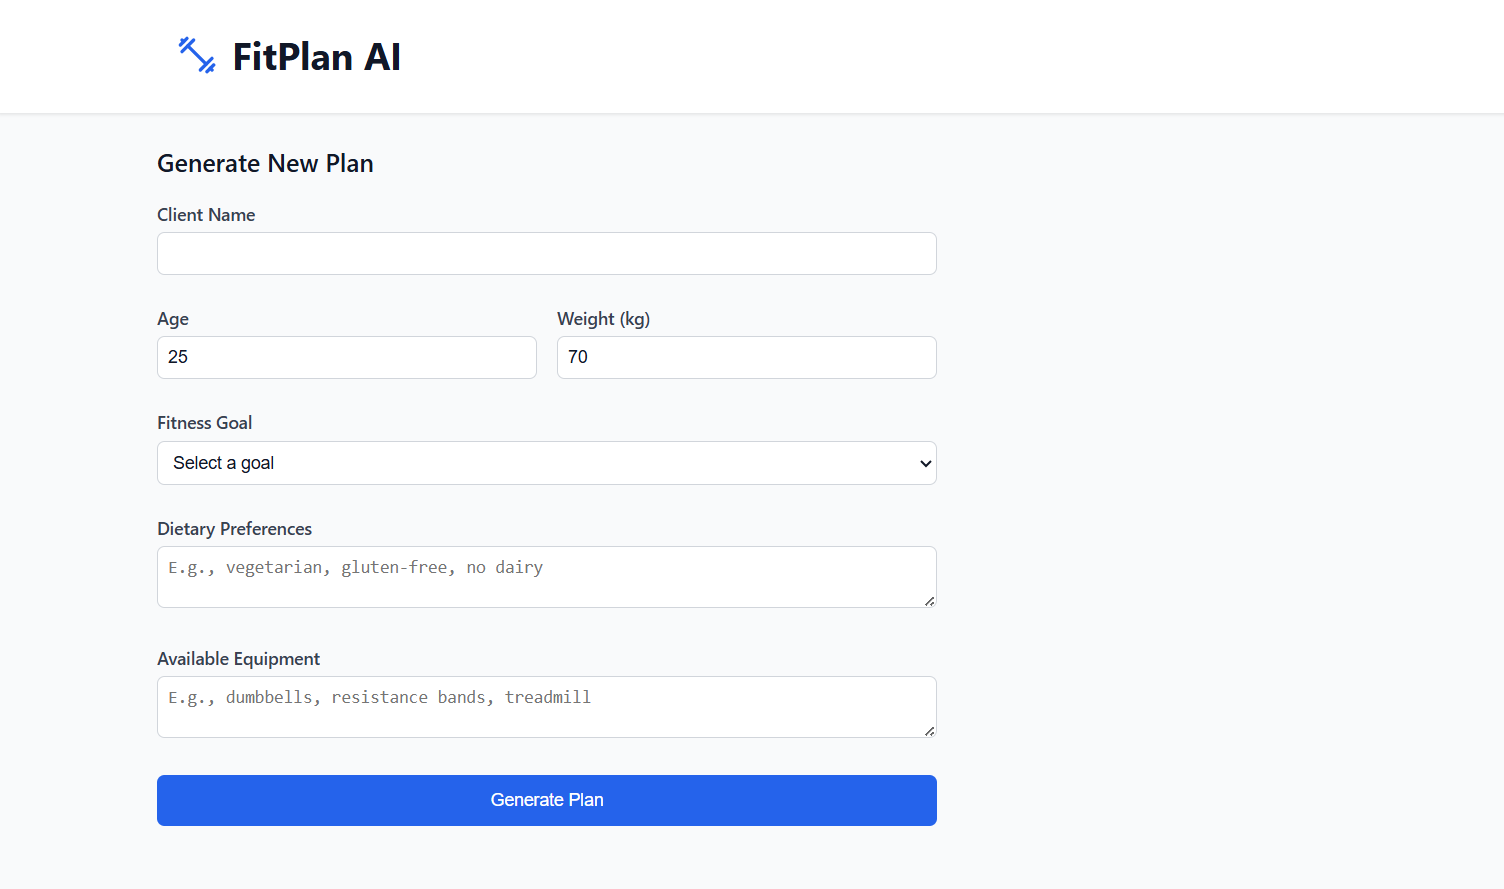 FitPlan AI
Generate New Plan
Client Name
Age
Weight (kg)
25
70
Fitness Goal
Select a goal
Dietary Preferences
E.g., vegetarian, gluten-free, no dairy
Available Equipment
E.g., dumbbells, resistance bands, treadmill
Generate Plan